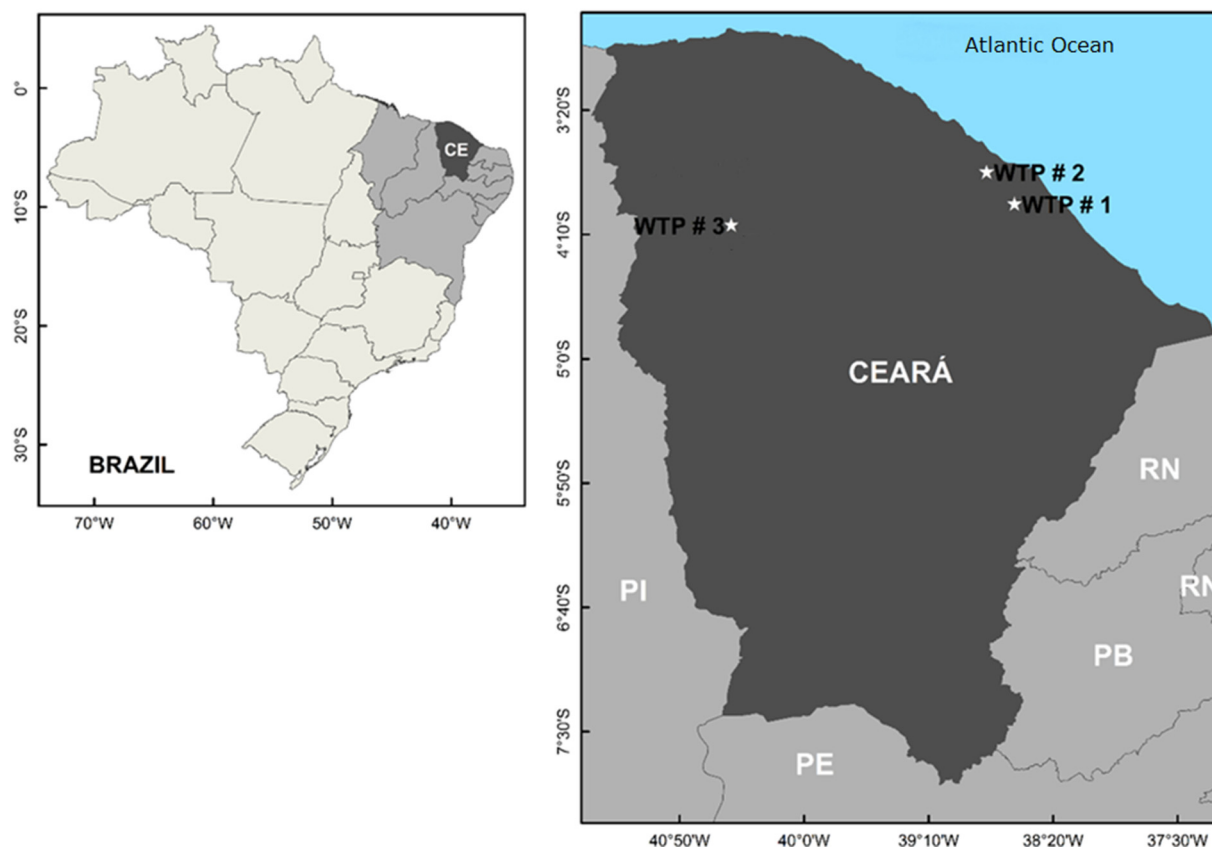 CE
0°
10°S
20°S
30°S
BRAZIL
70°W
60°W
50°W
40°W
Atlantic Ocean
3°20'S
WTP # 2
WTP # 1
WTP # 3
4°10'S
5°0'S
CEARÁ
RN
5°50'S
PI
RN
6°40'S
PB
7°30'S
PE
40°50'W
40°0'W
39°10'W
38°20'W
37°30'W